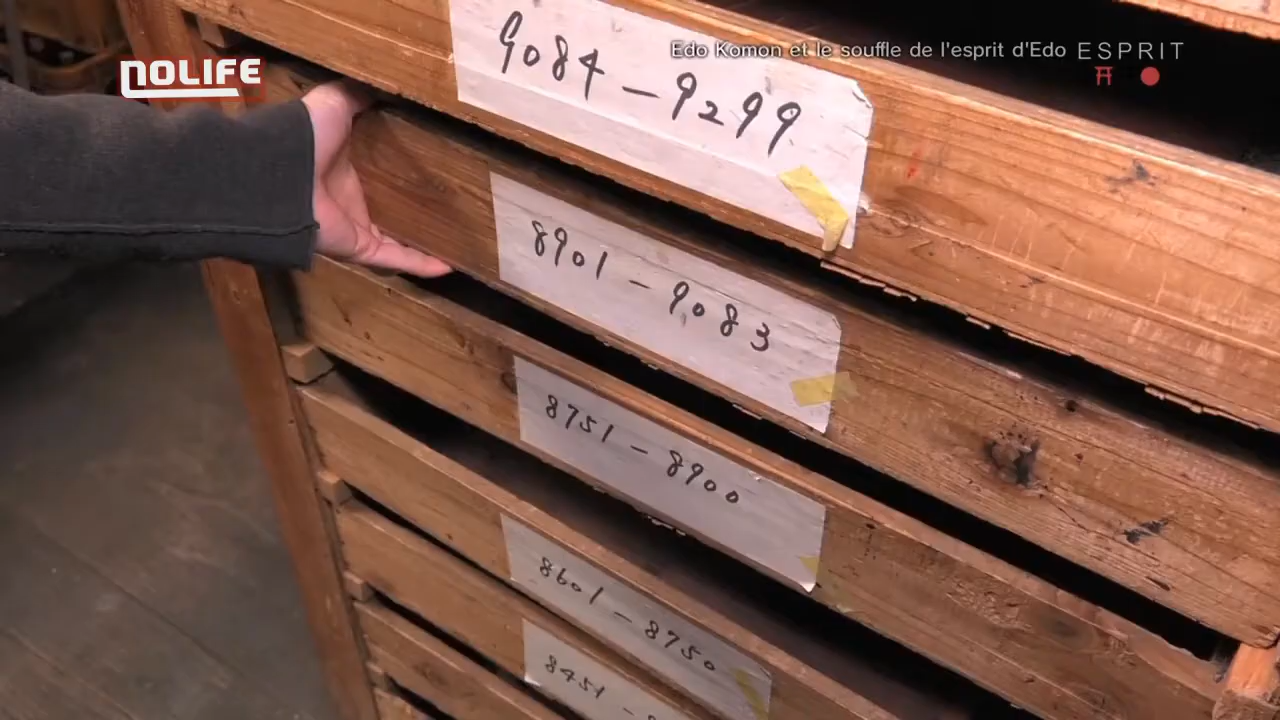 NOLIFE
Edo Komon et le souffle de l'esprit d'Edo ESPRIT
9084 - 9299
8901 - 9083
8751 - 8900
8601 - 8750
8451 - 8